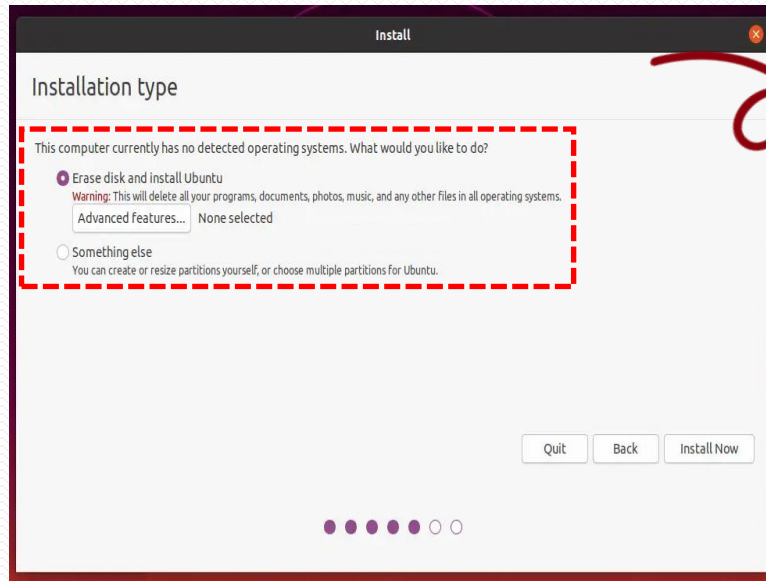 Install
Installation type
This computer currently has no detected operating systems. What would you like to do?
Erase disk and install Ubuntu
Warning: This will delete all your programs, documents, photos, music, and any other files in all operating systems.
Advanced features... None selected
Something else
You can create or resize partitions yourself, or choose multiple partitions for Ubuntu.
Quit Back Install Now